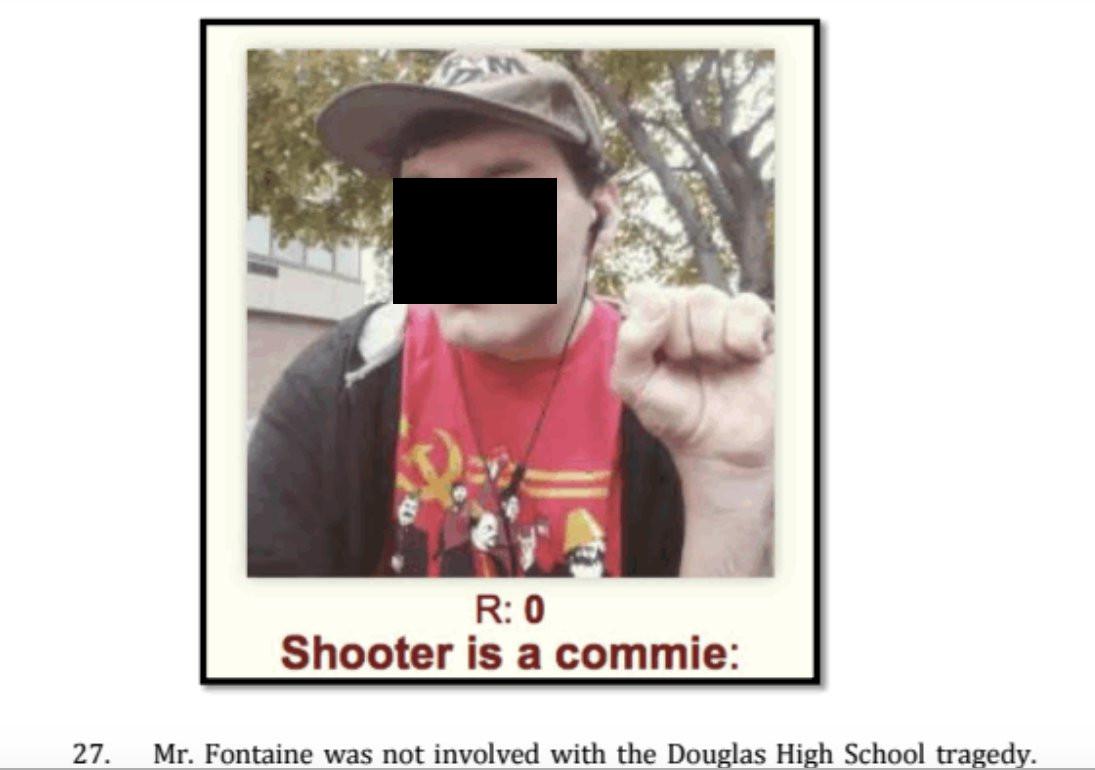 R: 0
Shooter is a commie:
27. Mr. Fontaine was not involved with the Douglas High School tragedy.